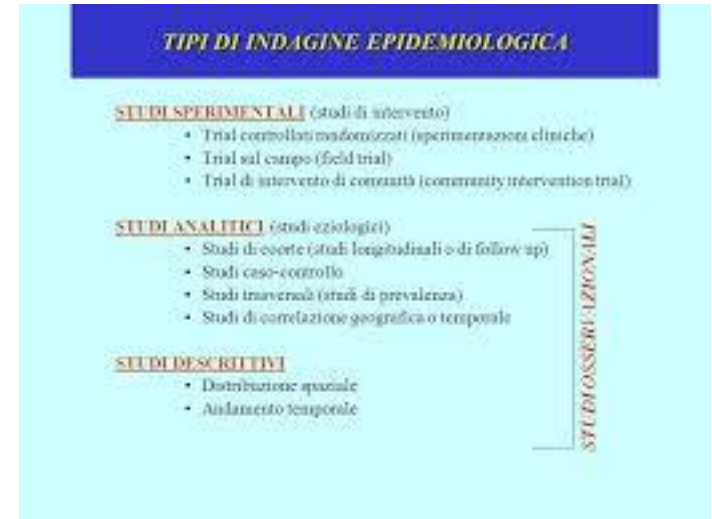 TIPI DI INDAGINE EPIDEMIOLOGICA
STUDI SPERIMENTALI (studi di intervento)
• Trial controllati randomizzati (sperimentazioni cliniche)
• Trial sul campo (field trial)
• Trial di intervento di comunità (community intervention trial)
STUDI ANALITICI (studi eziologici)
• Studi di coorte (studi longitudinali o di follow up)
• Studi caso-controllo
• Studi trasversali (studi di prevalenza)
• Studi di correlazione geografica o temporale
STUDI DESCRITTIVI
• Distribuzione spaziale
• Andamento temporale
STUDI OSSERVAZIONALI